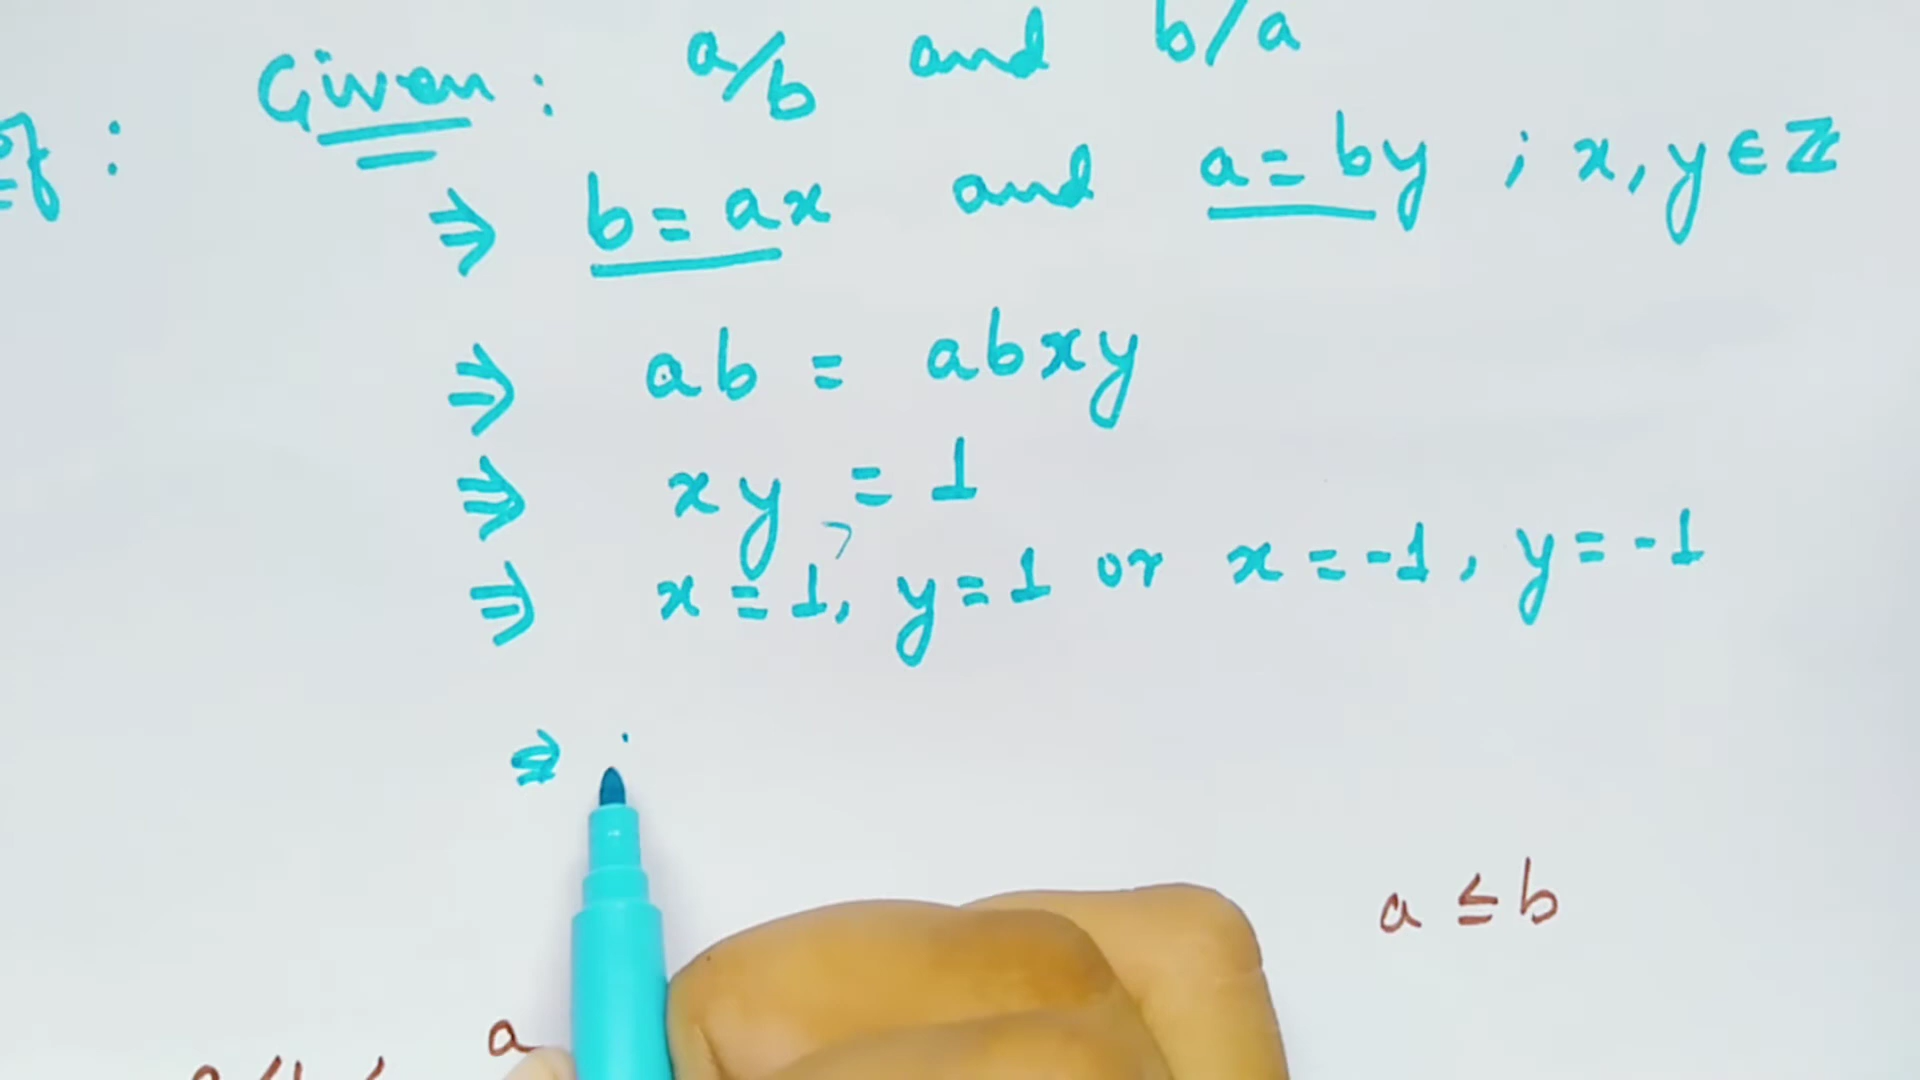 Given : a/b and b/a
⇒ b = ax and a = by ; x, y ∈ ℤ
⇒ ab = abxy
⇒ xy = 1
⇒ x = 1, y = 1 or x = -1, y = -1
⇒
a ≤ b
a